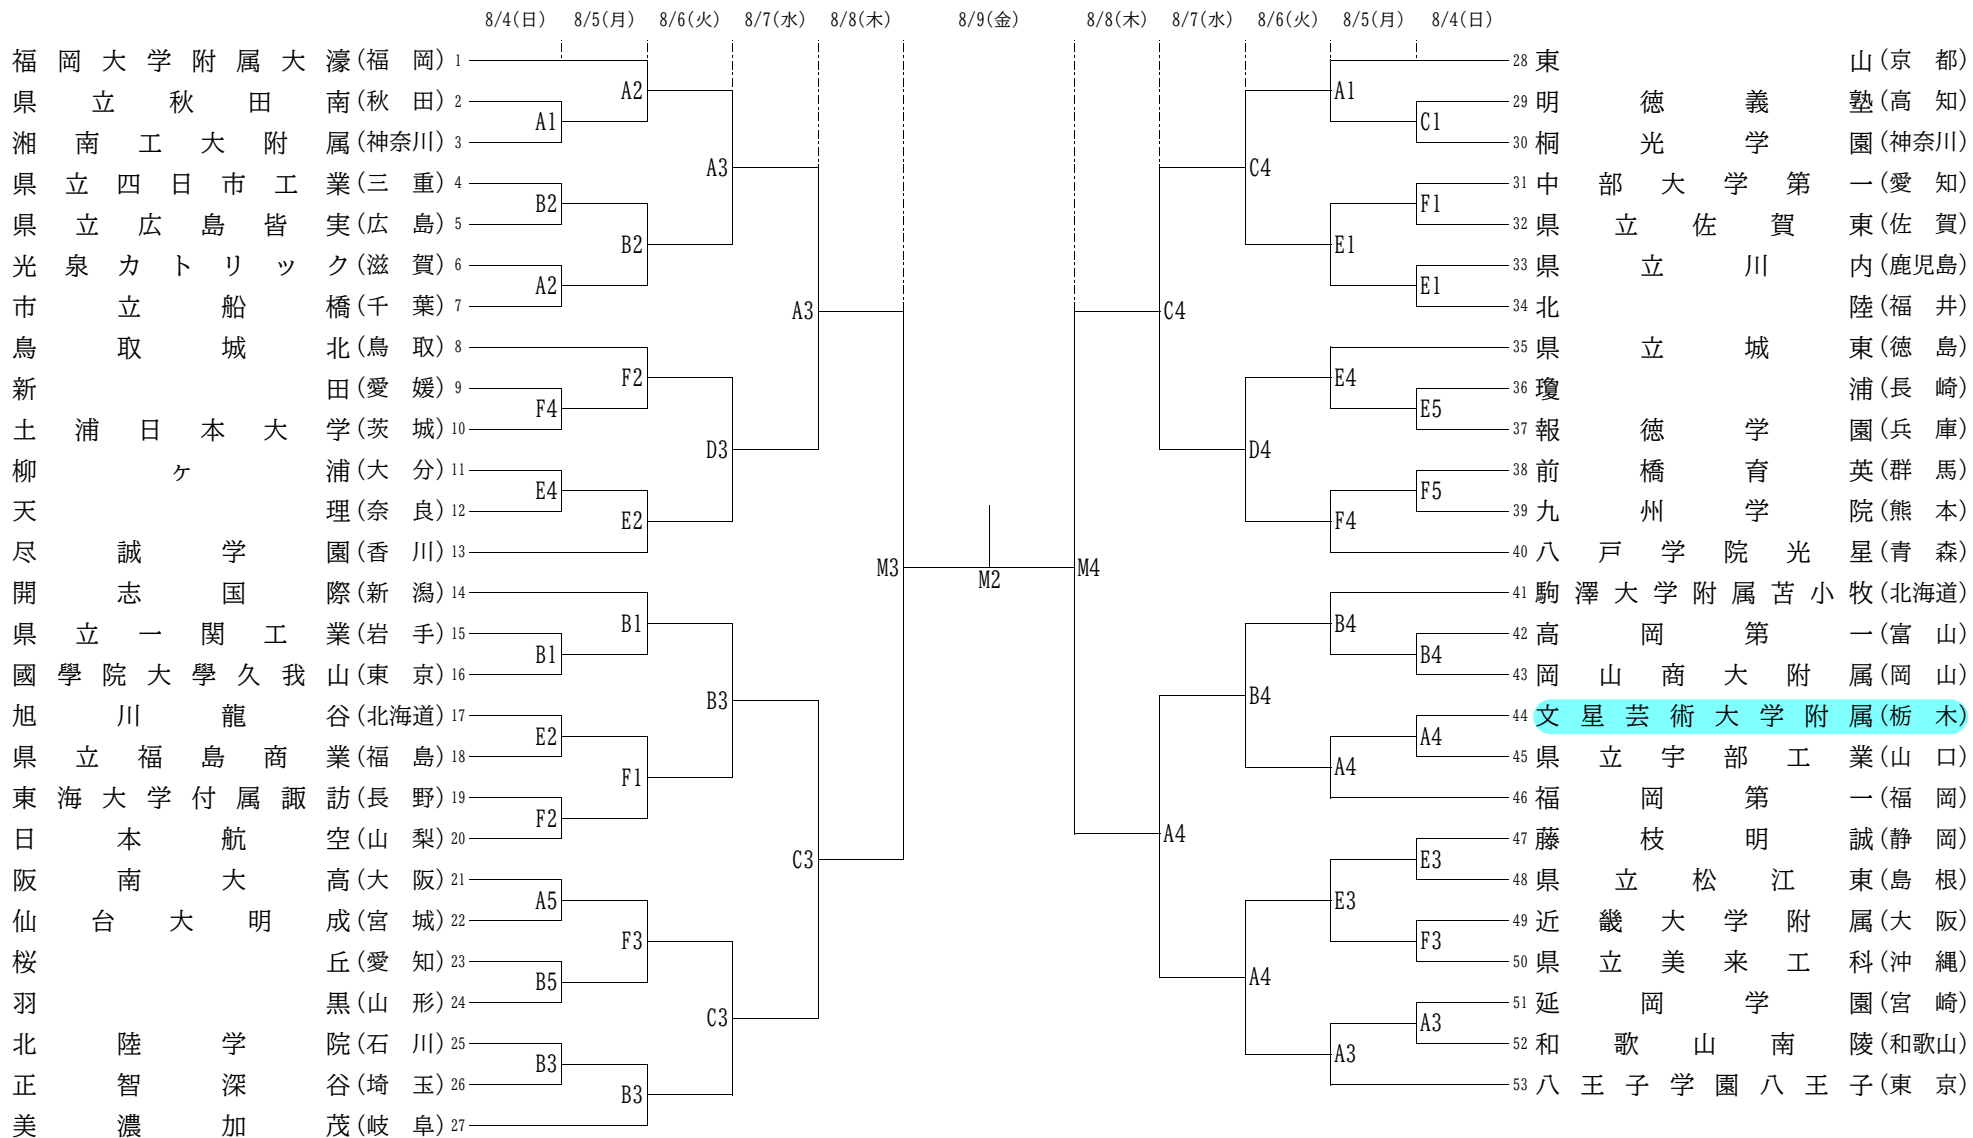 8/4(日) 8/5(月) 8/6(火) 8/7(水) 8/8(木) 8/9(金) 8/8(木) 8/7(水) 8/6(火) 8/5(月) 8/4(日)
福岡大学附属大濠(福岡) 1
県立秋田南(秋田) 2
湘南工大附属(神奈川) 3
県立四日市工業(三重) 4
県立広島皆実(広島) 5
光泉カトリック(滋賀) 6
市立船橋(千葉) 7
鳥取城北(鳥取) 8
新田(愛媛) 9
土浦日本大学(茨城) 10
柳ヶ浦(大分) 11
天理(奈良) 12
尽誠学園(香川) 13
開志国際(新潟) 14
県立一関工業(岩手) 15
國學院大學久我山(東京) 16
旭川龍谷(北海道) 17
県立福島商業(福島) 18
東海大学付属諏訪(長野) 19
日本航空(山梨) 20
阪南大高(大阪) 21
仙台大明成(宮城) 22
桜丘(愛知) 23
羽黒(山形) 24
北陸学院(石川) 25
正智深谷(埼玉) 26
美濃加茂(岐阜) 27
A1
B2
A2
F4
E4
B1
E2
F2
A5
B5
B3
A2
B2
F2
E2
B1
F1
F3
B3
A3
D3
B3
C3
A3
C3
M3
M2
M4
C4
A4
C4
D4
B4
A4
A1
E1
E4
F4
B4
A4
E3
A3
C1
F1
E1
E5
F5
B4
A4
E3
F3
A3
28 東山(京都)
29 明徳義塾(高知)
30 桐光学園(神奈川)
31 中部大学第一(愛知)
32 県立佐賀東(佐賀)
33 県立川内(鹿児島)
34 北陸(福井)
35 県立城東(徳島)
36 瓊浦(長崎)
37 報徳学園(兵庫)
38 前橋育英(群馬)
39 九州学院(熊本)
40 八戸学院光星(青森)
41 駒澤大学附属苫小牧(北海道)
42 高岡第一(富山)
43 岡山商大附属(岡山)
44 文星芸術大学附属(栃木)
45 県立宇部工業(山口)
46 福岡第一(福岡)
47 藤枝明誠(静岡)
48 県立松江東(島根)
49 近畿大学附属(大阪)
50 県立美来工科(沖縄)
51 延岡学園(宮崎)
52 和歌山南陵(和歌山)
53 八王子学園八王子(東京)